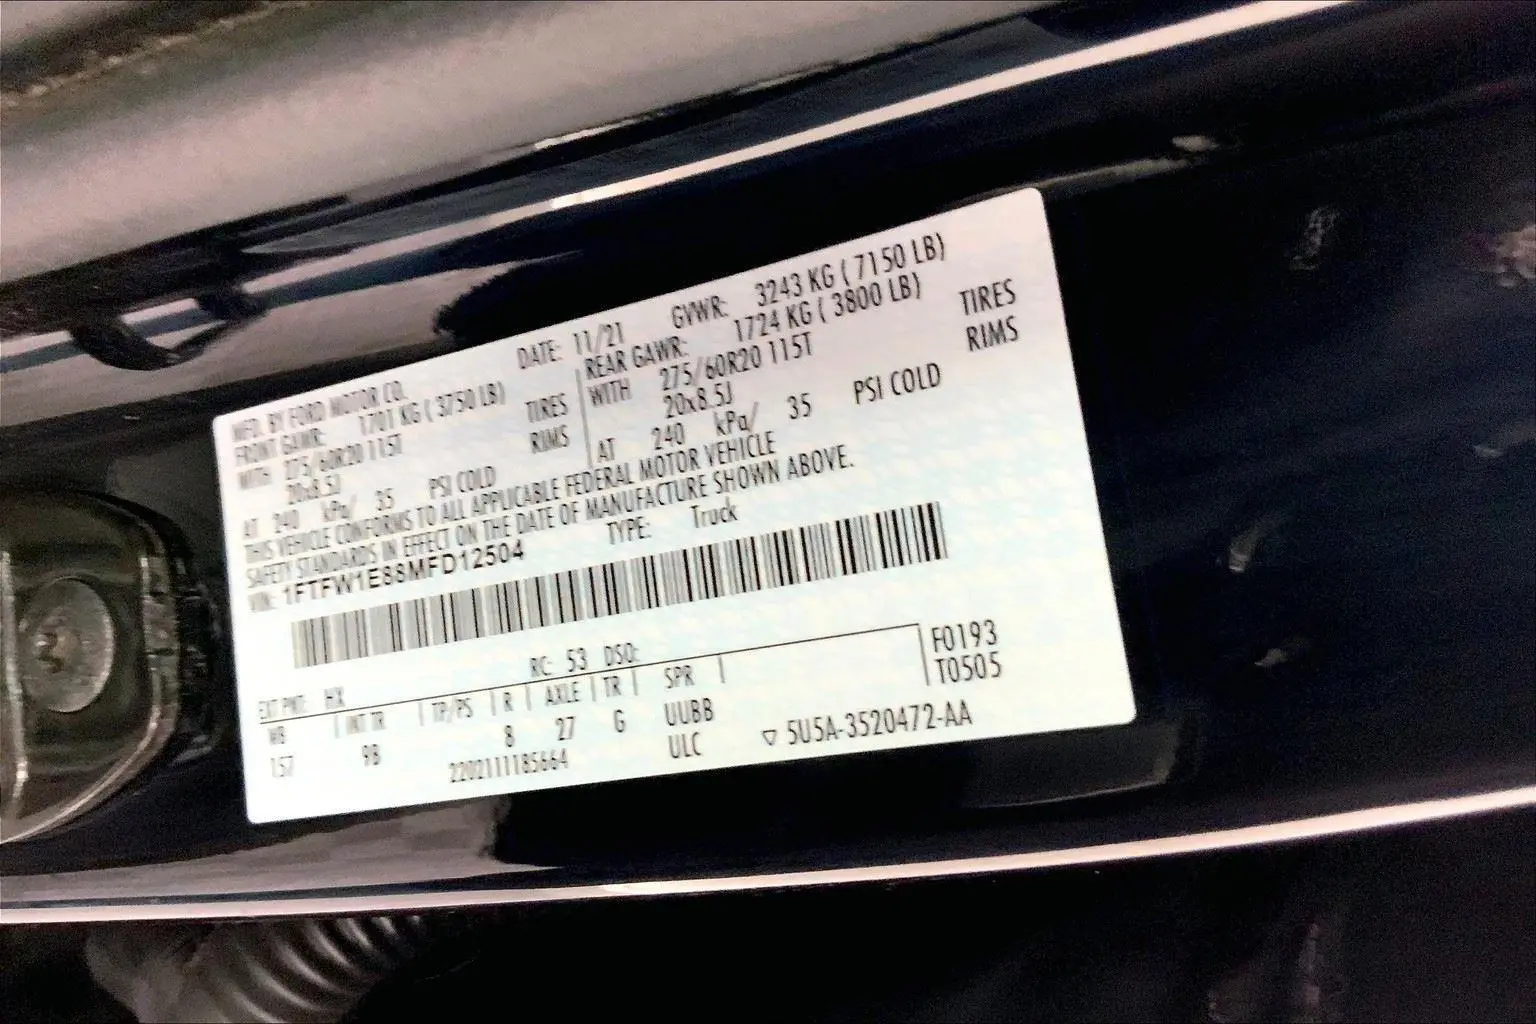 MFD. BY FORD MOTOR CO.
DATE: 11/21 GVWR: 3243 KG ( 7150 LB)
FRONT GAWR: 1701 KG ( 3750 LB)
WITH 275/60R20 115T TIRES
20x8.5J RIMS
AT 240 kPa/ 35 PSI COLD
REAR GAWR: 1724 KG ( 3800 LB)
WITH 275/60R20 115T TIRES
20x8.5J RIMS
AT 240 kPa/ 35 PSI COLD
THIS VEHICLE CONFORMS TO ALL APPLICABLE FEDERAL MOTOR VEHICLE
SAFETY STANDARDS IN EFFECT ON THE DATE OF MANUFACTURE SHOWN ABOVE.
VIN: 1FTFW1E88MFD12504 TYPE: Truck
EXT PNT: HX RC: 53 DSO:
WB INT TR TP/PS R AXLE TR SPR
157 9B 8 27 G UUBB
F0193
T0505
2202111185664 ULC ▽ 5U5A-3520472-AA